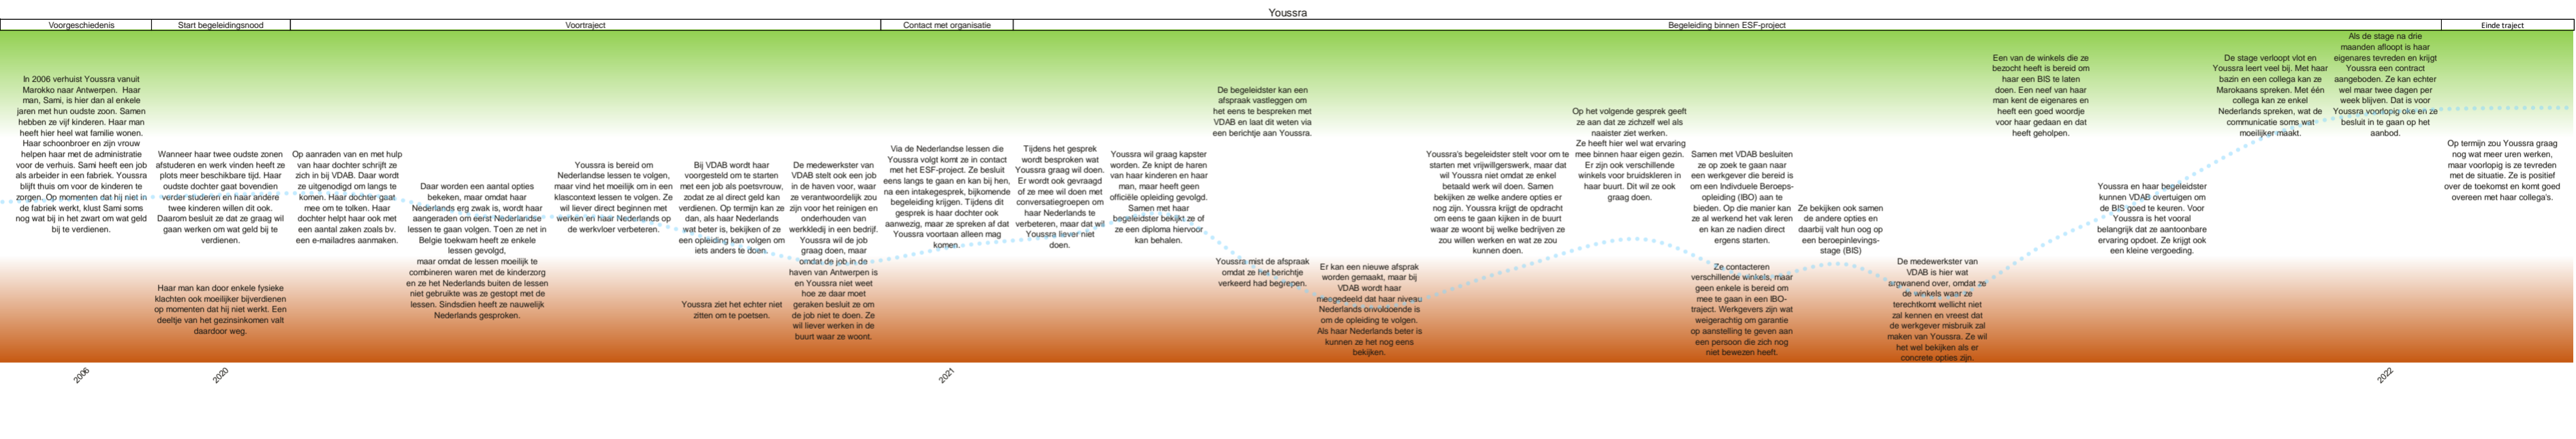 Youssra
Voorgeschiedenis
Start begeleidingsnood
Voortraject
Contact met organisatie
Begeleiding binnen ESF-project
Einde traject
In 2006 verhuist Youssra vanuit
Marokko naar Antwerpen. Haar
man, Sami, is hier dan al enkele
jaren met hun oudste zoon. Samen
hebben ze vijf kinderen. Haar man
heeft hier heel wat familie wonen.
Haar schoonbroer en zijn vrouw
helpen haar met de administratie
voor de verhuis. Sami heeft een job
als arbeider in een fabriek. Youssra
blijft thuis om voor de kinderen te
zorgen. Op momenten dat hij niet in
de fabriek werkt, klust Sami soms
nog wat bij in het zwart om wat geld
bij te verdienen.
Wanneer haar twee oudste zonen
afstuderen en werk vinden heeft ze
plots meer beschikbare tijd. Haar
oudste dochter gaat bovendien
verder studeren en haar andere
twee kinderen willen dit ook.
Daarom besluit ze dat ze graag wil
gaan werken om wat geld bij te
verdienen.
Haar man kan door enkele fysieke
klachten ook moeilijker bijverdienen
op momenten dat hij niet werkt. Een
deeltje van het gezinsinkomen valt
daardoor weg.
Op aanraden van en met hulp
van haar dochter schrijft ze
zich in bij VDAB. Daar wordt
ze uitgenodigd om langs te
komen. Haar dochter gaat
mee om te tolken. Haar
dochter helpt haar ook met
een aantal zaken zoals bv.
een e-mailadres aanmaken.
Daar worden een aantal opties
bekeken, maar omdat haar
Nederlands erg zwak is, wordt haar
aangeraden om eerst Nederlandse
lessen te gaan volgen. Toen ze net in
Belgie toekwam heeft ze enkele
lessen gevolgd,
maar omdat de lessen moeilijk te
combineren waren met de kinderzorg
en ze het Nederlands buiten de lessen
niet gebruikte was ze gestopt met de
lessen. Sindsdien heeft ze nauwelijk
Nederlands gesproken.
Youssra is bereid om
Nederlandse lessen te volgen,
maar vind het moeilijk om in een
klascontext lessen te volgen. Ze
wil liever direct beginnen met
werken en haar Nederlands op
de werkvloer verbeteren.
Bij VDAB wordt haar
voorgesteld om te starten
met een job als poetsvrouw,
zodat ze al direct geld kan
verdienen. Op termijn kan ze
dan, als haar Nederlands
wat beter is, bekijken of ze
een opleiding kan volgen om
iets anders te doen.
Youssra ziet het echter niet
zitten om te poetsen.
De medewerkster van
VDAB stelt ook een job
in de haven voor, waar
ze verantwoordelijk zou
zijn voor het reinigen en
onderhouden van
werkkledij in een bedrijf.
Youssra wil de job
graag doen, maar
omdat de job in de
haven van Antwerpen is
en Youssra niet weet
hoe ze daar moet
geraken besluit ze om
de job niet te doen. Ze
wil liever werken in de
buurt waar ze woont.
Via de Nederlandse lessen die
Youssra volgt komt ze in contact
met het ESF-project. Ze besluit
eens langs te gaan en kan bij hen,
na een intakegesprek, bijkomende
begeleiding krijgen. Tijdens dit
gesprek is haar dochter ook
aanwezig, maar ze spreken af dat
Youssra voortaan alleen mag
komen.
Tijdens het gesprek
wordt besproken wat
Youssra graag wil doen.
Er wordt ook gevraagd
of ze mee wil doen met
conversatiegroepen om
haar Nederlands te
verbeteren, maar dat wil
Youssra liever niet
doen.
Youssra wil graag kapster
worden. Ze knipt de haren
van haar kinderen en haar
man, maar heeft geen
officiële opleiding gevolgd.
Samen met haar
begeleidster bekijkt ze of
ze een diploma hiervoor
kan behalen.
De begeleidster kan een
afspraak vastleggen om
het eens te bespreken met
VDAB en laat dit weten via
een berichtje aan Youssra.
Youssra mist de afspraak
omdat ze het berichtje
verkeerd had begrepen.
Er kan een nieuwe afsprak
worden gemaakt, maar bij
VDAB wordt haar
meegedeeld dat haar niveau
Nederlands onvoldoende is
om de opleiding te volgen.
Als haar Nederlands beter is
kunnen ze het nog eens
bekijken.
Youssra's begeleidster stelt voor om te
starten met vrijwilligerswerk, maar dat
wil Youssra niet omdat ze enkel
betaald werk wil doen. Samen
bekijken ze welke andere opties er
nog zijn. Youssra krijgt de opdracht
om eens te gaan kijken in de buurt
waar ze woont bij welke bedrijven ze
zou willen werken en wat ze zou
kunnen doen.
Op het volgende gesprek geeft
ze aan dat ze zichzelf wel als
naaister ziet werken.
Ze heeft hier wel wat ervaring
mee binnen haar eigen gezin.
Er zijn ook verschillende
winkels voor bruidskleren in
haar buurt. Dit wil ze ook
graag doen.
Samen met VDAB besluiten
ze op zoek te gaan naar
een werkgever die bereid is
om een Indivduele Beroeps-
opleiding (IBO) aan te
bieden. Op die manier kan
ze al werkend het vak leren
en kan ze nadien direct
ergens starten.
Ze contacteren
verschillende winkels, maar
geen enkele is bereid om
mee te gaan in een IBO-
traject. Werkgevers zijn wat
weigerachtig om garantie
op aanstelling te geven aan
een persoon die zich nog
niet bewezen heeft.
Ze bekijken ook samen
de andere opties en
daarbij valt hun oog op
een beroepinlevings-
stage (BIS)
De medewerkster van
VDAB is hier wat
argwanend over, omdat ze
de winkels waar ze
terechtkomt wellicht niet
zal kennen en vreest dat
de werkgever misbruik zal
maken van Youssra. Ze wil
het wel bekijken als er
concrete opties zijn.
Een van de winkels die ze
bezocht heeft is bereid om
haar een BIS te laten
doen. Een neef van haar
man kent de eigenares en
heeft een goed woordje
voor haar gedaan en dat
heeft geholpen.
Youssra en haar begeleidster
kunnen VDAB overtuigen om
de BIS goed te keuren. Voor
Youssra is het vooral
belangrijk dat ze aantoonbare
ervaring opdoet. Ze krijgt ook
een kleine vergoeding.
De stage verloopt vlot en
Youssra leert veel bij. Met haar
bazin en een collega kan ze
Marokaans spreken. Met één
collega kan ze enkel
Nederlands spreken, wat de
communicatie soms wat
moeilijker maakt.
Als de stage na drie
maanden afloopt is haar
eigenares tevreden en krijgt
Youssra een contract
aangeboden. Ze kan echter
wel maar twee dagen per
week blijven. Dat is voor
Youssra voorlopig oke en ze
besluit in te gaan op het
aanbod.
Op termijn zou Youssra graag
nog wat meer uren werken,
maar voorlopig is ze tevreden
met de situatie. Ze is positief
over de toekomst en komt goed
overeen met haar collega's.
2006
2020
2021
2022